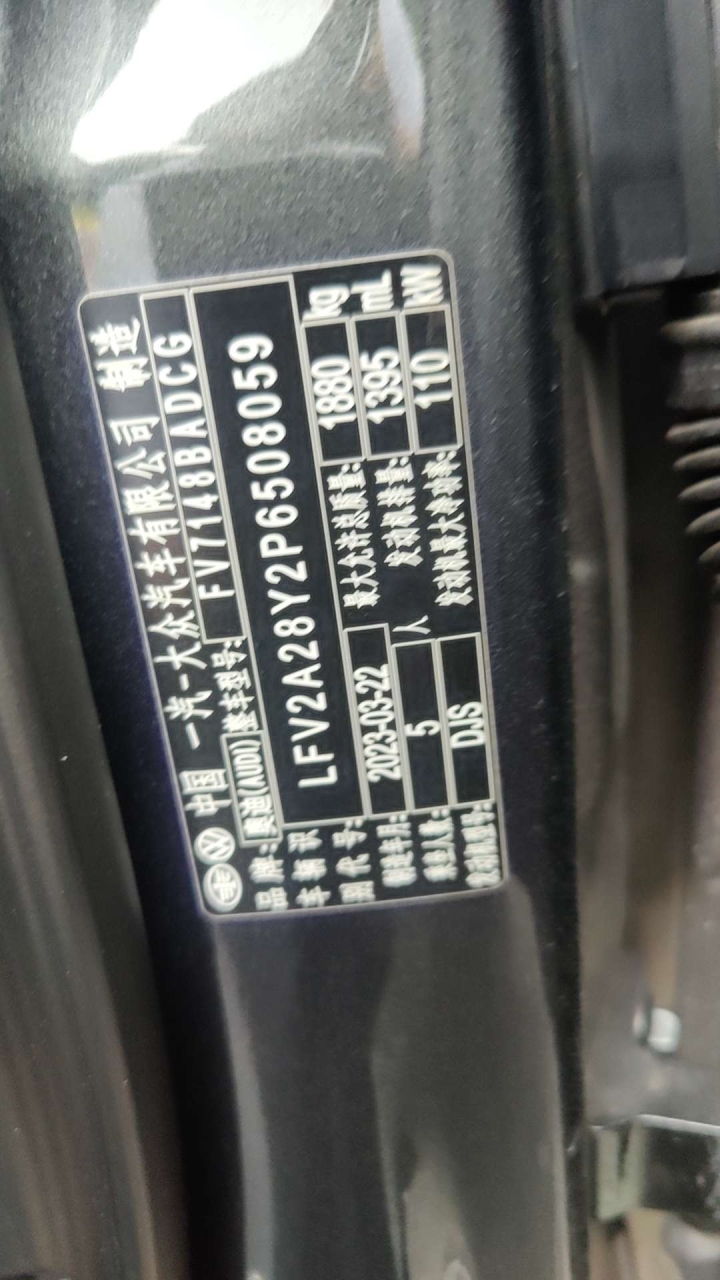 中国 一汽-大众汽车有限公司 制造
品牌: 奥迪(AUDI) 整车型号: FV7148BADCG
车辆识别代号: LFV2A28Y2P6508059
制造年月: 2023-03-22 最大允许总质量: 1880 kg
乘坐人数: 5 人 发动机排量: 1395 mL
发动机型号: DJS 发动机最大净功率: 110 kW